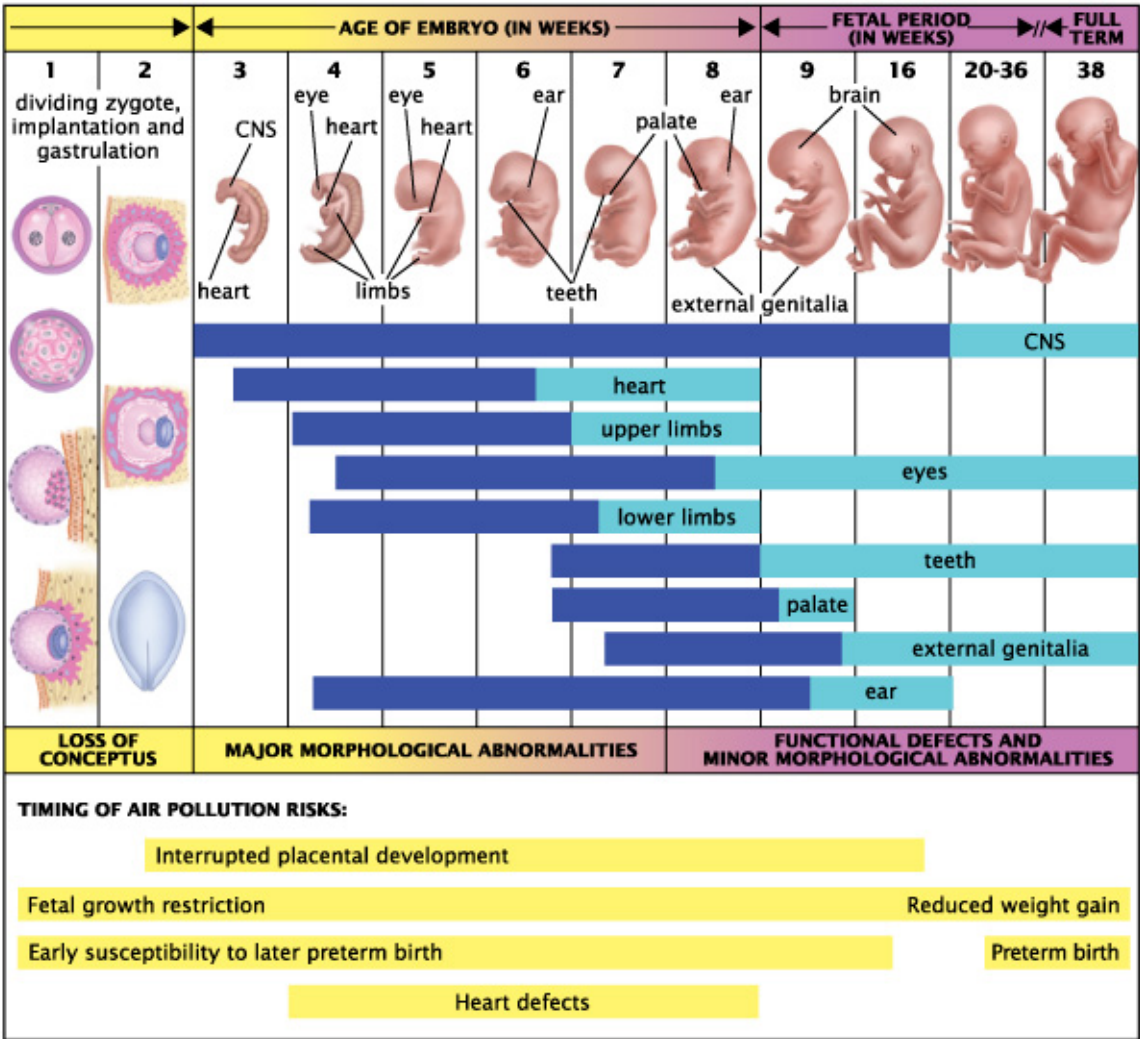 AGE OF EMBRYO (IN WEEKS)
FETAL PERIOD
(IN WEEKS)
//
FULL
TERM
1 2 3 4 5 6 7 8 9 16 20-36 38
dividing zygote,
implantation and
gastrulation
CNS
heart
eye
heart
eye
heart
limbs
ear
teeth
palate
ear
external genitalia
brain
CNS
heart
upper limbs
eyes
lower limbs
teeth
palate
external genitalia
ear
LOSS OF
CONCEPTUS
MAJOR MORPHOLOGICAL ABNORMALITIES
FUNCTIONAL DEFECTS AND
MINOR MORPHOLOGICAL ABNORMALITIES
TIMING OF AIR POLLUTION RISKS:
Interrupted placental development
Fetal growth restriction
Reduced weight gain
Early susceptibility to later preterm birth
Preterm birth
Heart defects